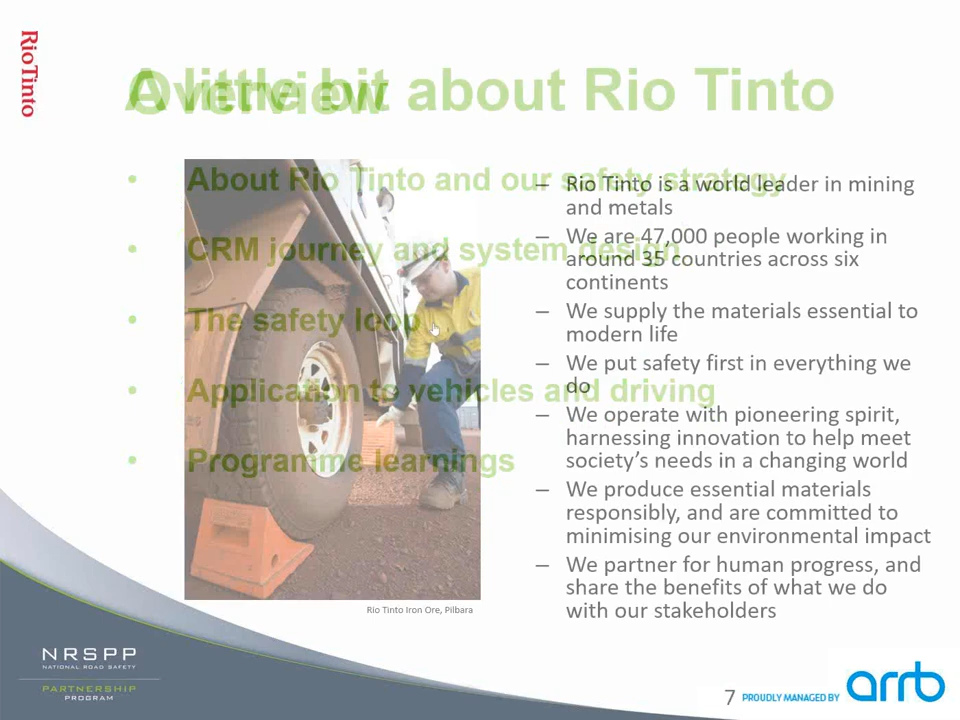 RioTinto
Overview
A little bit about Rio Tinto
• About Rio Tinto and our safety strategy
• CRM journey and system design
• The safety loop
• Application to vehicles and driving
• Programme learnings
– Rio Tinto is a world leader in mining
and metals
– We are 47,000 people working in
around 35 countries across six
continents
– We supply the materials essential to
modern life
– We put safety first in everything we
do
– We operate with pioneering spirit,
harnessing innovation to help meet
society’s needs in a changing world
– We produce essential materials
responsibly, and are committed to
minimising our environmental impact
– We partner for human progress, and
share the benefits of what we do
with our stakeholders
Rio Tinto Iron Ore, Pilbara
NRSPP
NATIONAL ROAD SAFETY
PARTNERSHIP
PROGRAM
7 PROUDLY MANAGED BY arrb